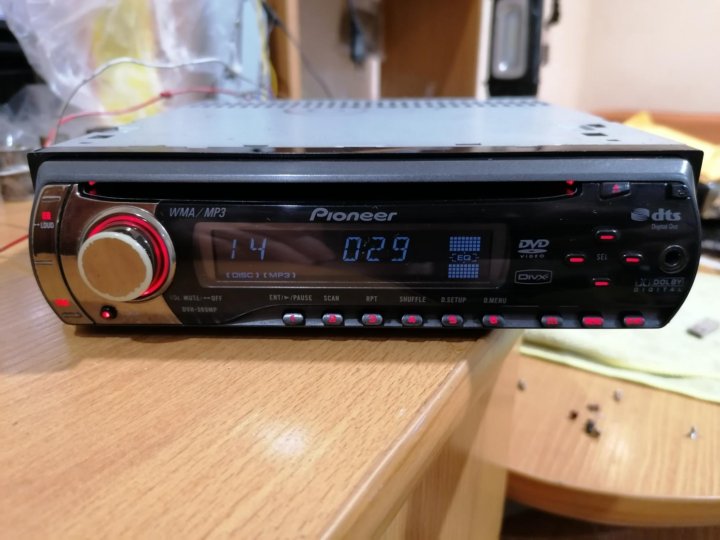 WMA/MP3
Pioneer
LOUD
14 0:29
EQ
[DISC] [MP3]
DVD
VIDEO
DivX
dts
Digital Out
SEL
DOLBY
DIGITAL
VOL MUTE/OFF
ENT/▶/PAUSE SCAN RPT SHUFFLE D.SETUP D.MENU